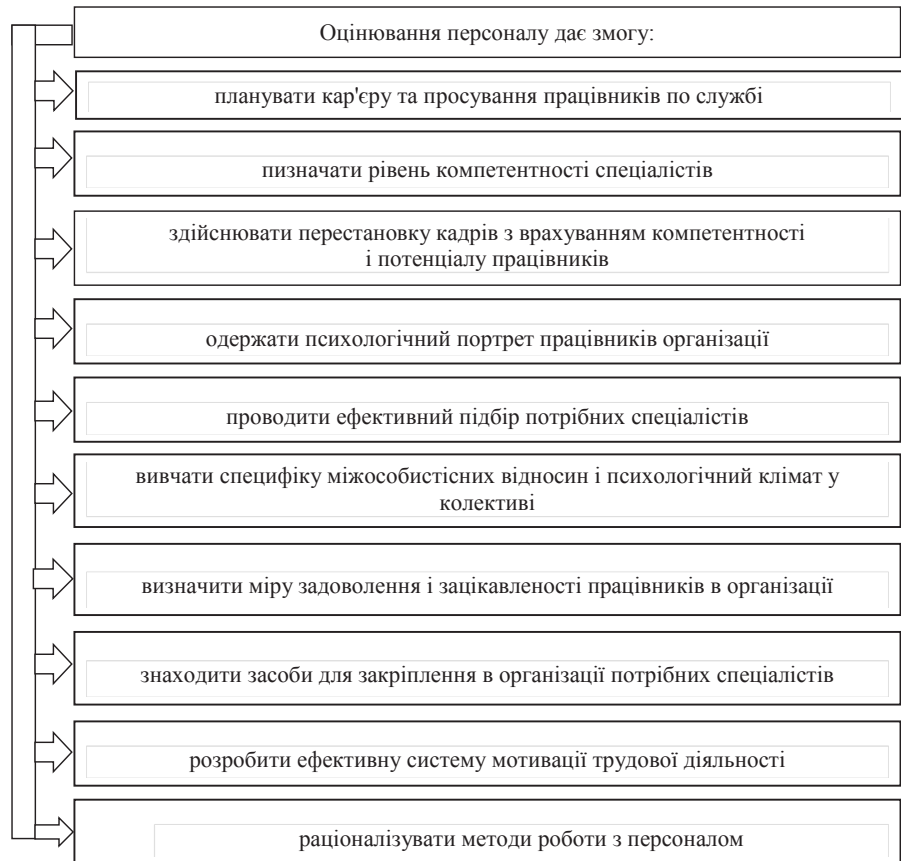 Оцінювання персоналу дає змогу:
планувати кар'єру та просування працівників по службі
пизначати рівень компетентності спеціалістів
здійснювати перестановку кадрів з врахуванням компетентності
і потенціалу працівників
одержати психологічний портрет працівників організації
проводити ефективний підбір потрібних спеціалістів
вивчати специфіку міжособистісних відносин і психологічний клімат у
колективі
визначити міру задоволення і зацікавленості працівників в організації
знаходити засоби для закріплення в організації потрібних спеціалістів
розробити ефективну систему мотивації трудової діяльності
раціоналізувати методи роботи з персоналом